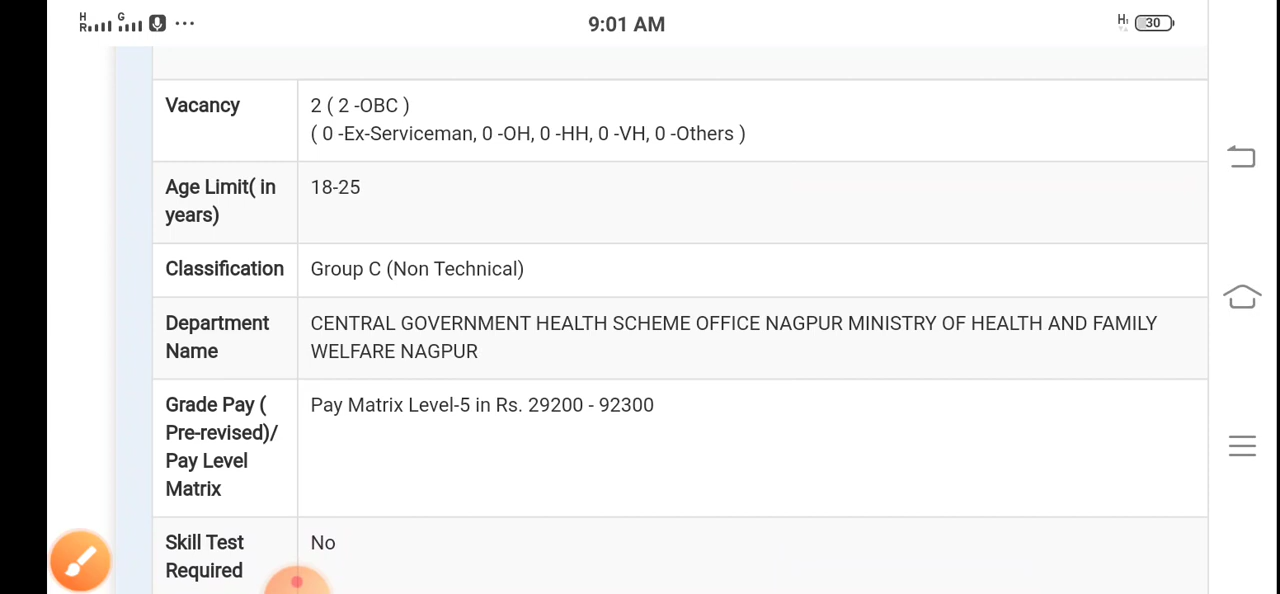 H R G 9:01 AM H 30
Vacancy
2 ( 2 -OBC )
( 0 -Ex-Serviceman, 0 -OH, 0 -HH, 0 -VH, 0 -Others )
Age Limit( in
years)
18-25
Classification
Group C (Non Technical)
Department
Name
CENTRAL GOVERNMENT HEALTH SCHEME OFFICE NAGPUR MINISTRY OF HEALTH AND FAMILY
WELFARE NAGPUR
Grade Pay (
Pre-revised)/
Pay Level
Matrix
Pay Matrix Level-5 in Rs. 29200 - 92300
Skill Test
Required
No